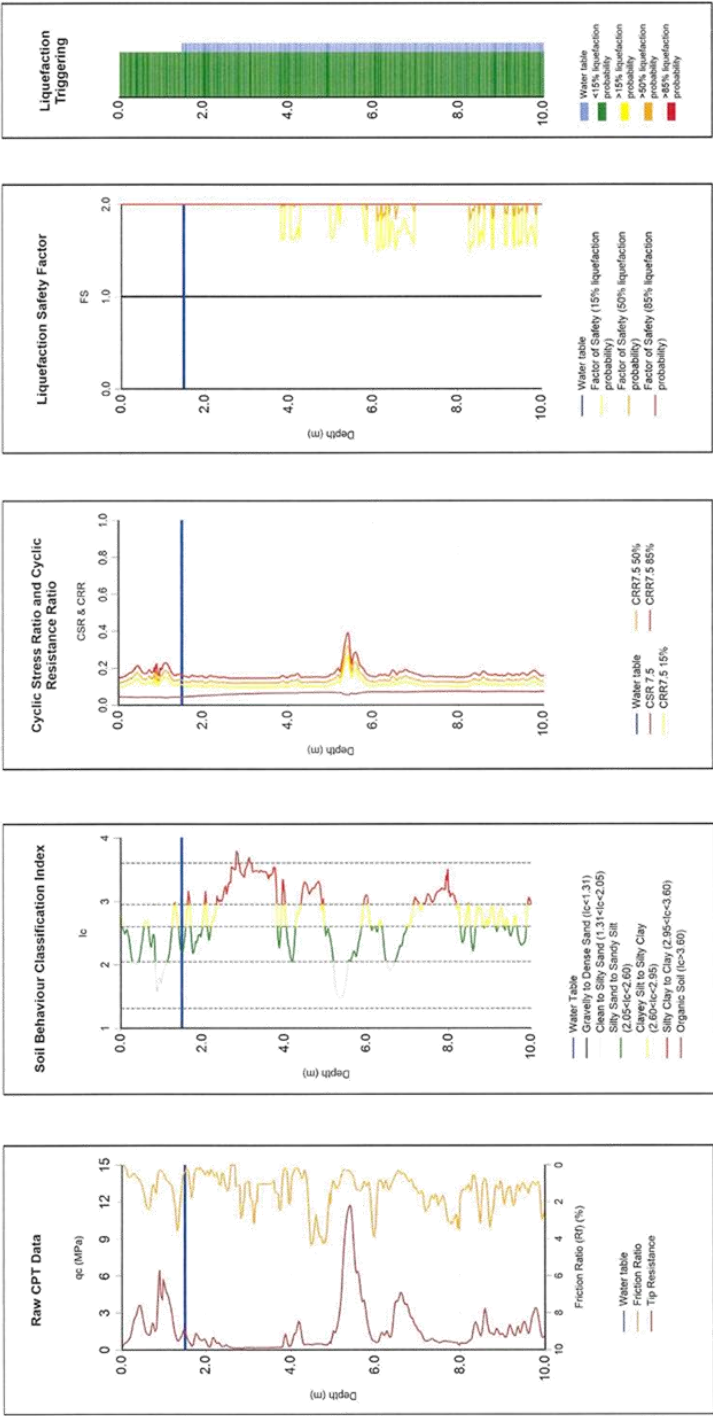 Raw CPT Data
qc (MPa)
0 3 6 9 12 15
0.0
2.0
4.0
6.0
8.0
10.0
Depth (m)
10 8 6 4 2 0
Friction Ratio (Rf) (%)
Water table
Friction Ratio
Tip Resistance
Soil Behaviour Classification Index
Ic
1 2 3 4
0.0
2.0
4.0
6.0
8.0
10.0
Depth (m)
Water Table
Gravelly to Dense Sand (Ic<1.31)
Clean to Silty Sand (1.31<Ic<2.05)
Silty Sand to Sandy Silt
(2.05<Ic<2.60)
Clayey Silt to Silty Clay
(2.60<Ic<2.95)
Silty Clay to Clay (2.95<Ic<3.60)
Organic Soil (Ic>3.60)
Cyclic Stress Ratio and Cyclic
Resistance Ratio
CSR & CRR
0.0 0.2 0.4 0.6 0.8 1.0
0.0
2.0
4.0
6.0
8.0
10.0
Depth (m)
Water table
CSR 7.5
CRR7.5 15%
CRR7.5 50%
CRR7.5 85%
Liquefaction Safety Factor
FS
0.0 1.0 2.0
0.0
2.0
4.0
6.0
8.0
10.0
Depth (m)
Water table
Factor of Safety (15% liquefaction
probability)
Factor of Safety (50% liquefaction
probability)
Factor of Safety (85% liquefaction
probability)
Liquefaction
Triggering
0.0
2.0
4.0
6.0
8.0
10.0
Water table
<15% liquefaction
probability
>15% liquefaction
probability
>50% liquefaction
probability
>85% liquefaction
probability